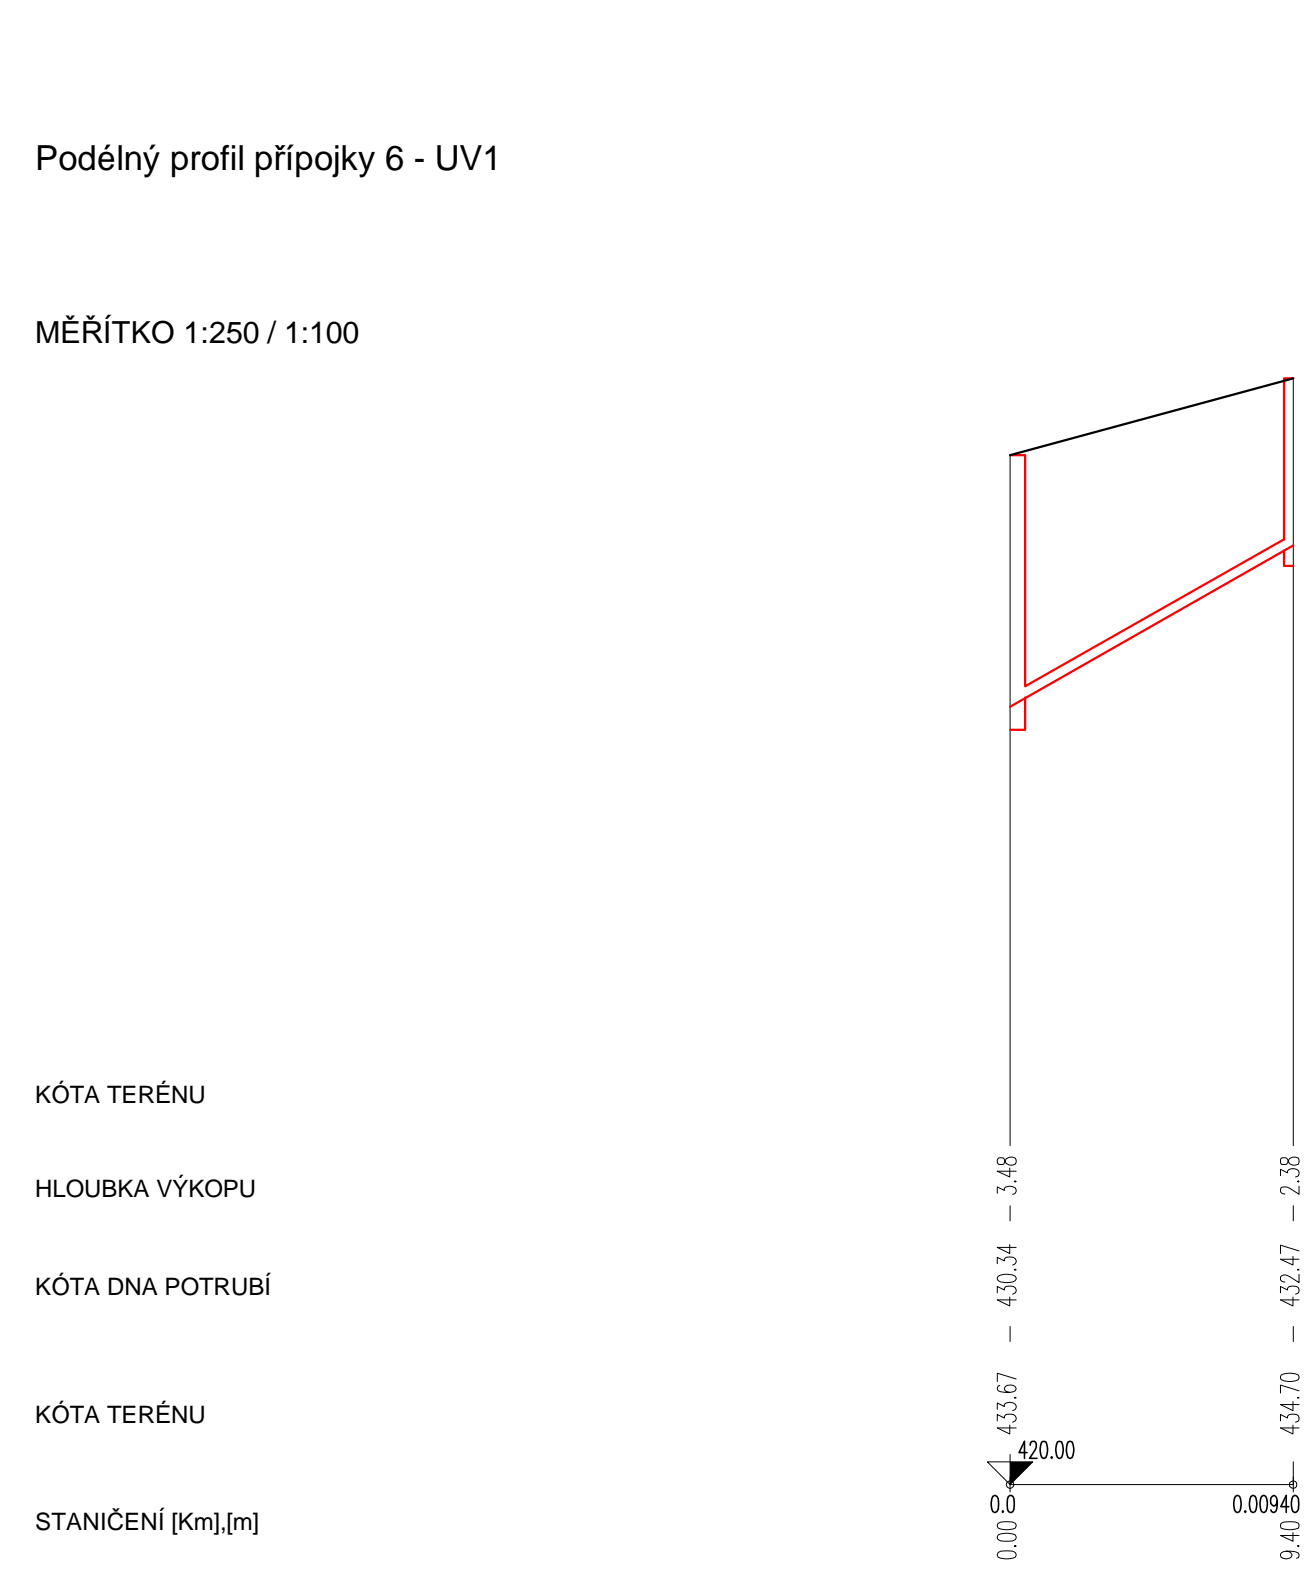 Podélný profil přípojky 6 - UV1
MĚŘÍTKO 1:250 / 1:100
KÓTA TERÉNU
HLOUBKA VÝKOPU
3.48
2.38
KÓTA DNA POTRUBÍ
430.34
432.47
KÓTA TERÉNU
433.67
434.70
420.00
0.0
0.00940
STANIČENÍ [Km],[m]
0.00
9.40